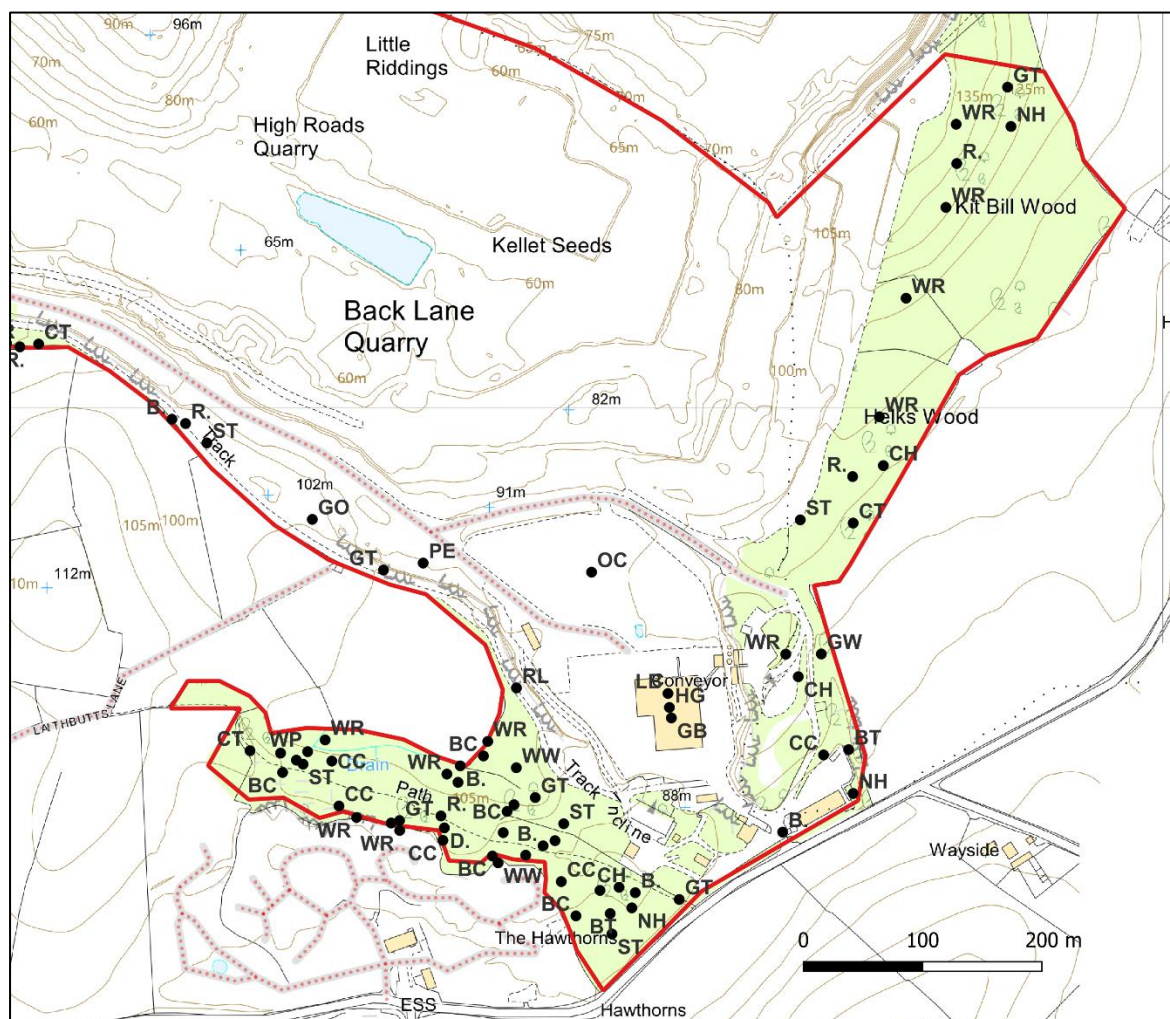 90m
96m
Little
Riddings
75m
65m
70m
80m
60m
High Roads
Quarry
70m
65m
70m
GT
135m
125m
WR
NH
R.
WR
Kit Bill Wood
65m
Kellet Seeds
60m
105m
80m
Back Lane
Quarry
WR
100m
CT
R.
60m
82m
B.
R.
ST
Track
WR
Helks Wood
CH
R.
105m
100m
102m
GO
91m
ST
CT
PE
GT
OC
112m
WR
GW
CH
LAITHBUTTS LANE
RL
Conveyor
HG
GB
CT
WP
WR
WR
BC
WW
CC
BT
ST
CC
Drain
BC
WR
B.
Track
Incline
NH
CC
Path
R.
105m
GT
88m
BC
ST
B.
WR
GT
WR
D.
CC
B.
Wayside
BC
WW
CC
CH
B.
GT
BC
BT
NH
The Hawthorns
ST
0 100 200 m
ESS
Hawthorns